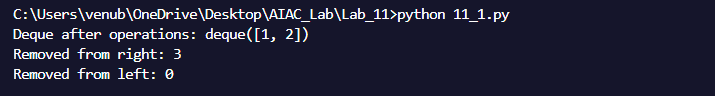 C:\Users\venub\OneDrive\Desktop\AIAC_Lab\Lab_11>python 11_1.py
Deque after operations: deque([1, 2])
Removed from right: 3
Removed from left: 0